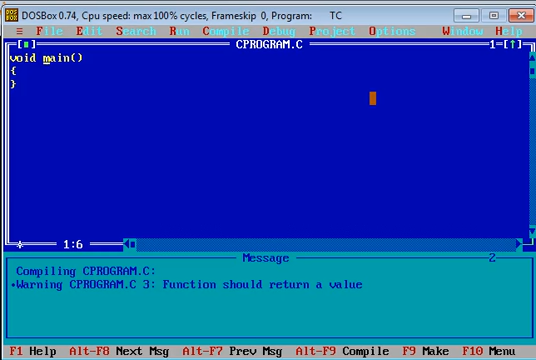 DOSBox 0.74, Cpu speed: max 100% cycles, Frameskip 0, Program: TC
≡ File Edit Search Run Compile Debug Project Options Window Help
[■] CPROGRAM.C 1=[↑]
void main()
{
}
1:6
Message 2
Compiling CPROGRAM.C:
•Warning CPROGRAM.C 3: Function should return a value
F1 Help Alt-F8 Next Msg Alt-F7 Prev Msg Alt-F9 Compile F9 Make F10 Menu